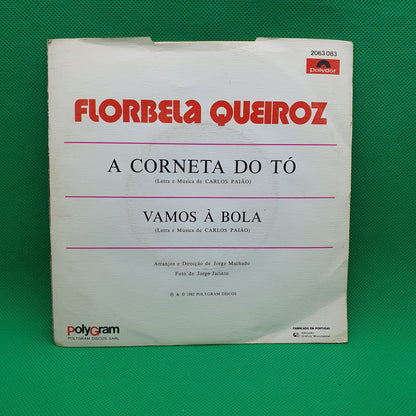 2063 083
Polydor
FLORBELA QUEIROZ
A CORNETA DO TÓ
(Letra e Música de CARLOS PAIÃO)
VAMOS À BOLA
(Letra e Música de CARLOS PAIÃO)
Arranjos e Direcção de Jorge Machado
Foto de Jorge Jacinto
℗ & © 1982 POLYGRAM DISCOS
PolyGram
POLYGRAM DISCOS SARL
FABRICADO EM PORTUGAL